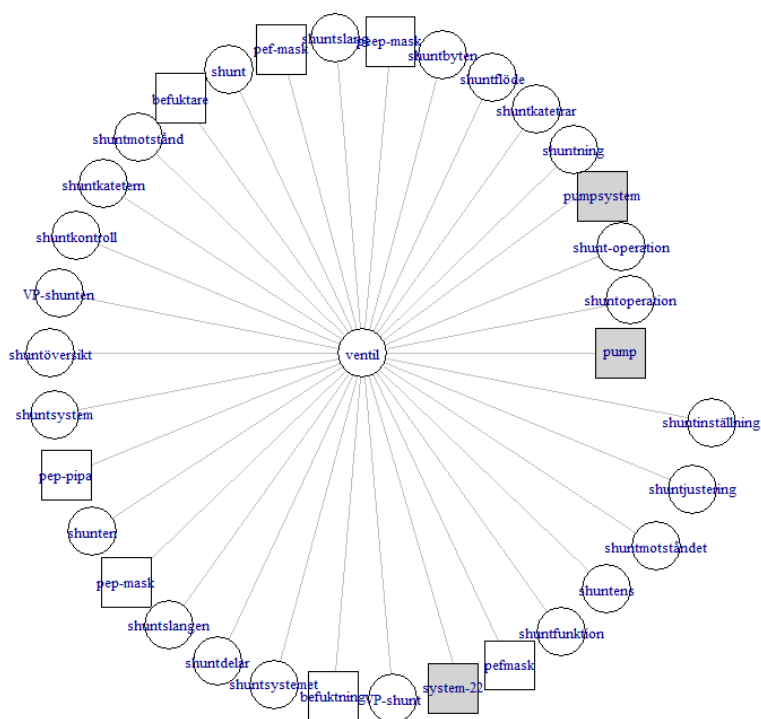 shuntslang
pef-mask
peep-mask
shuntbyten
shunt
shuntflöde
befuktare
shuntkatetrar
shuntmotstånd
shuntning
shuntkatetern
pumpsystem
shuntkontroll
shunt-operation
VP-shunten
shuntoperation
shuntöversikt
ventil
pump
shuntsystem
shuntinställning
pep-pipa
shuntjustering
shunten
shuntmotståndet
pep-mask
shuntens
shuntslangen
shuntfunktion
shuntdelar
pefmask
shuntsystemet
befuktning
VP-shunt
system-22